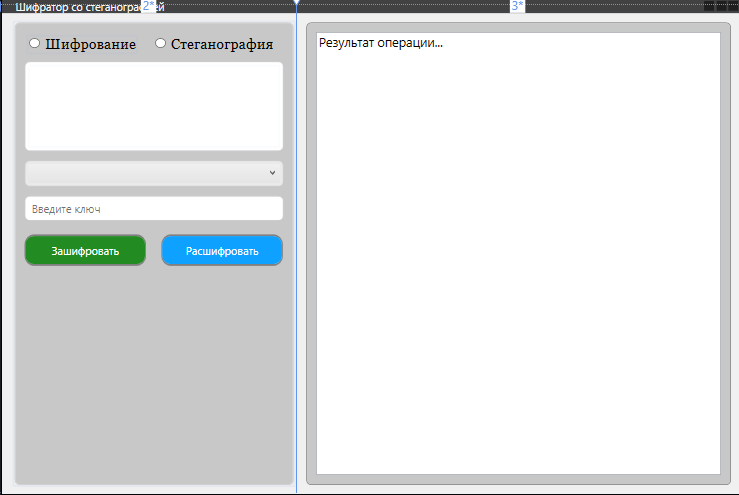 Шифратор со стеганографией
2*
3*
Шифрование
Стеганография
Введите ключ
Зашифровать
Расшифровать
Результат операции...